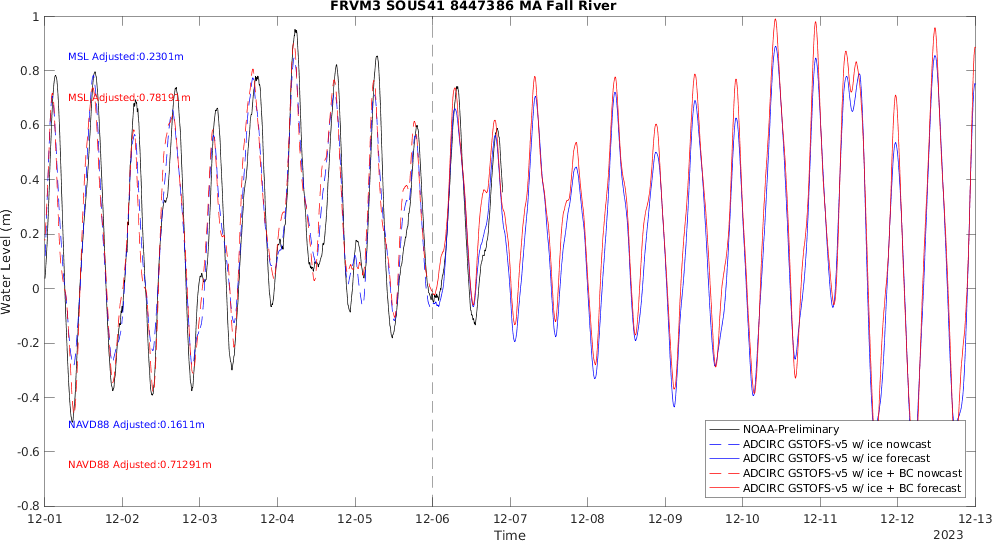 FRVM3 SOUS41 8447386 MA Fall River
Water Level (m)
1
0.8
0.6
0.4
0.2
0
-0.2
-0.4
-0.6
-0.8
MSL Adjusted:0.2301m
MSL Adjusted:0.78191m
NAVD88 Adjusted:0.1611m
NAVD88 Adjusted:0.71291m
NOAA-Preliminary
ADCIRC GSTOFS-v5 w/ ice nowcast
ADCIRC GSTOFS-v5 w/ ice forecast
ADCIRC GSTOFS-v5 w/ ice + BC nowcast
ADCIRC GSTOFS-v5 w/ ice + BC forecast
12-01 12-02 12-03 12-04 12-05 12-06 12-07 12-08 12-09 12-10 12-11 12-12 12-13
Time
2023